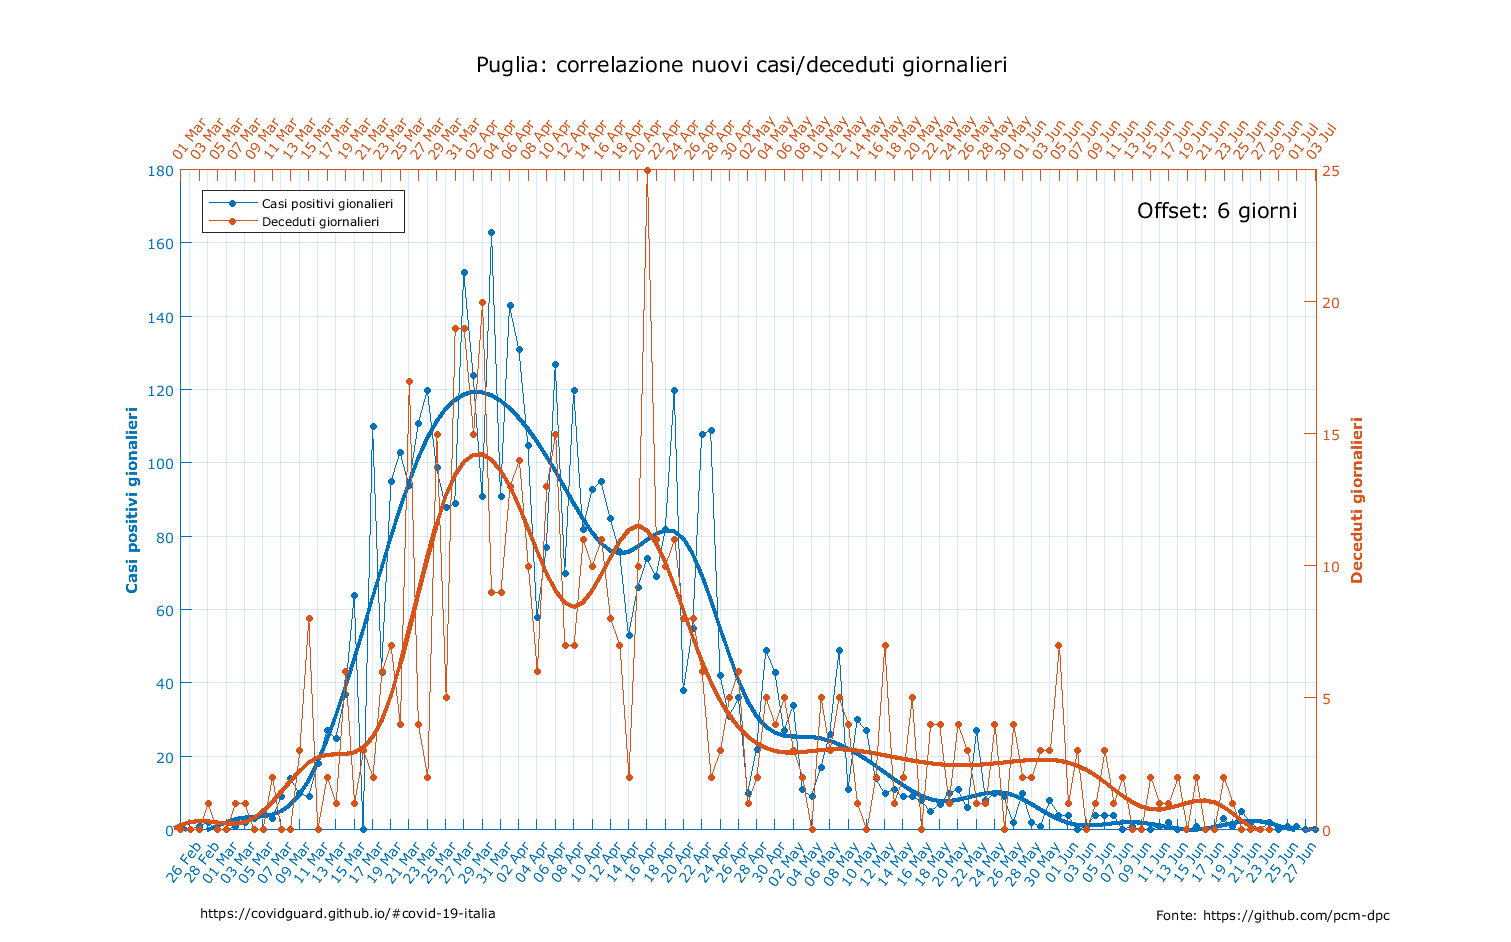 Puglia: correlazione nuovi casi/deceduti giornalieri
01 Mar
03 Mar
05 Mar
07 Mar
09 Mar
11 Mar
13 Mar
15 Mar
17 Mar
19 Mar
21 Mar
23 Mar
25 Mar
27 Mar
29 Mar
31 Mar
02 Apr
04 Apr
06 Apr
08 Apr
10 Apr
12 Apr
14 Apr
16 Apr
18 Apr
20 Apr
22 Apr
24 Apr
26 Apr
28 Apr
30 Apr
02 May
04 May
06 May
08 May
10 May
12 May
14 May
16 May
18 May
20 May
22 May
24 May
26 May
28 May
30 May
01 Jun
03 Jun
05 Jun
07 Jun
09 Jun
11 Jun
13 Jun
15 Jun
17 Jun
19 Jun
21 Jun
23 Jun
25 Jun
27 Jun
29 Jun
01 Jul
03 Jul
Casi positivi gionalieri
Deceduti giornalieri
Offset: 6 giorni
180
160
140
120
100
80
60
40
20
0
Casi positivi gionalieri
25
20
15
10
5
0
Deceduti giornalieri
26 Feb
28 Feb
01 Mar
03 Mar
05 Mar
07 Mar
09 Mar
11 Mar
13 Mar
15 Mar
17 Mar
19 Mar
21 Mar
23 Mar
25 Mar
27 Mar
29 Mar
31 Mar
02 Apr
04 Apr
06 Apr
08 Apr
10 Apr
12 Apr
14 Apr
16 Apr
18 Apr
20 Apr
22 Apr
24 Apr
26 Apr
28 Apr
30 Apr
02 May
04 May
06 May
08 May
10 May
12 May
14 May
16 May
18 May
20 May
22 May
24 May
26 May
28 May
30 May
01 Jun
03 Jun
05 Jun
07 Jun
09 Jun
11 Jun
13 Jun
15 Jun
17 Jun
19 Jun
21 Jun
23 Jun
25 Jun
27 Jun
https://covidguard.github.io/#covid-19-italia
Fonte: https://github.com/pcm-dpc